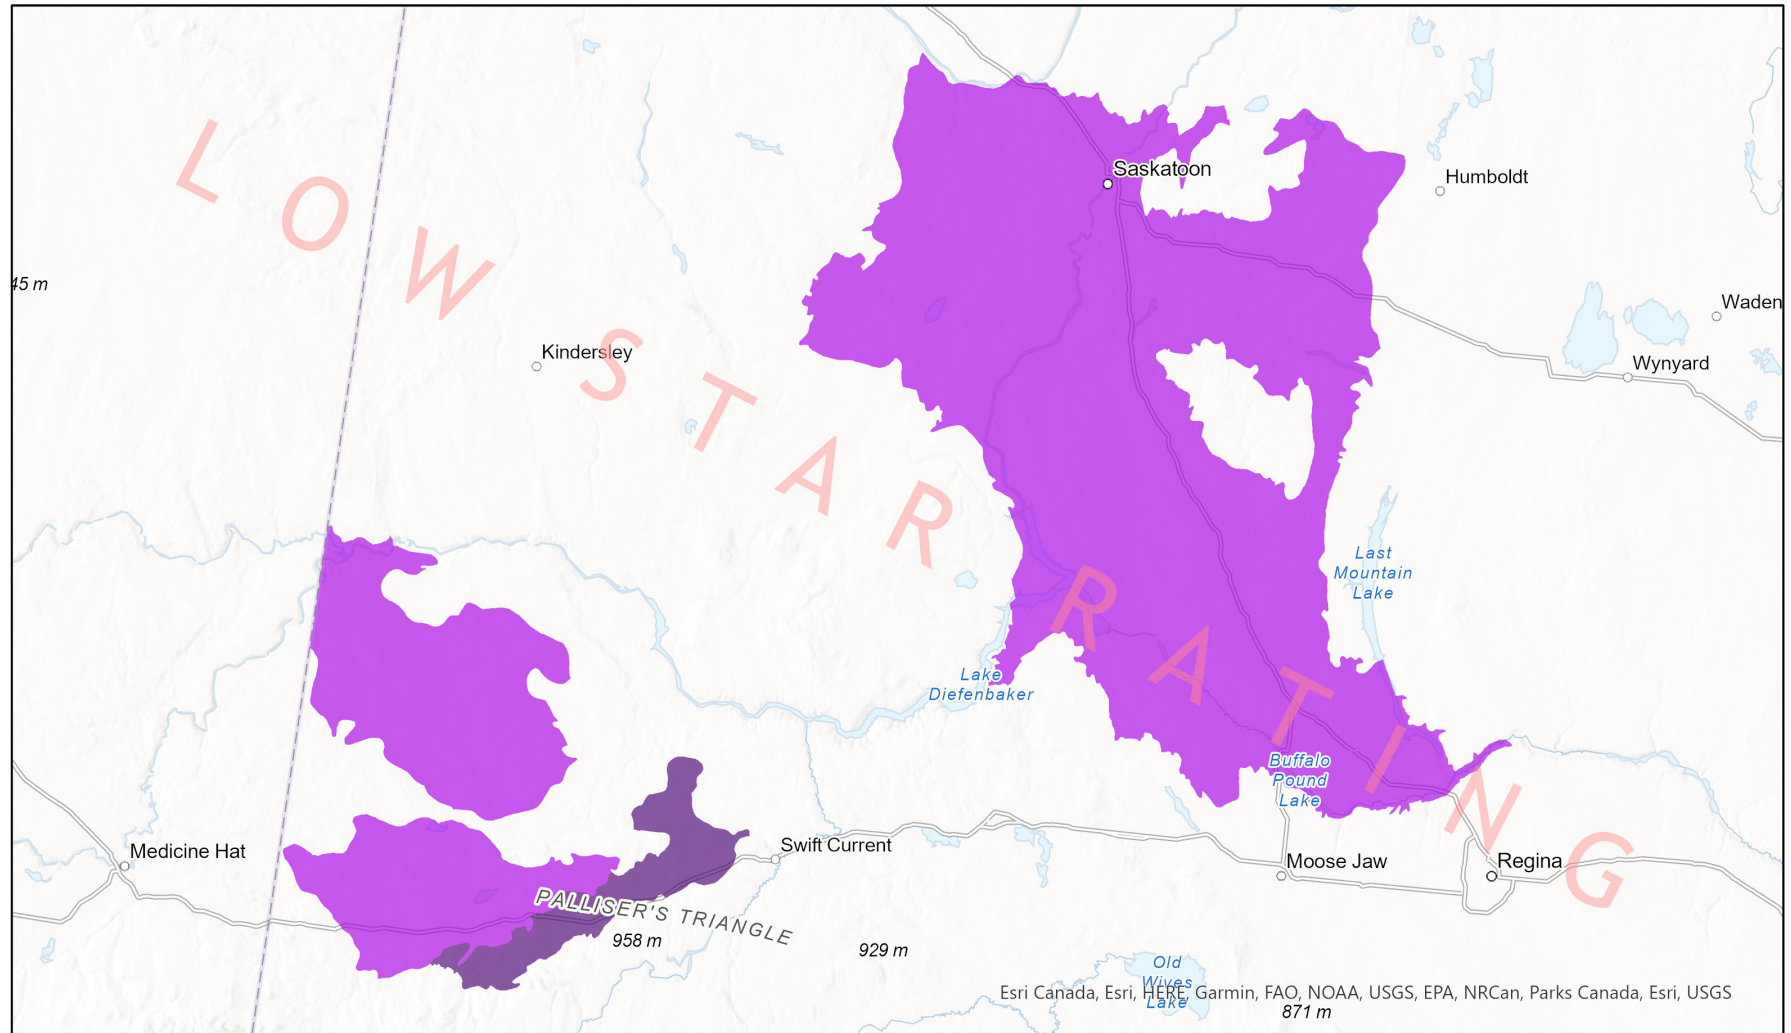 LOW STAR RATING
Saskatoon
Humboldt
45 m
Waden
Kindersley
Wynyard
Last
Mountain
Lake
Lake
Diefenbaker
Buffalo
Pound
Lake
Medicine Hat
Swift Current
Moose Jaw
Regina
PALLISER'S TRIANGLE
958 m
929 m
Old
Wives
Lake
Esri Canada, Esri, HERE, Garmin, FAO, NOAA, USGS, EPA, NRCan, Parks Canada, Esri, USGS
871 m